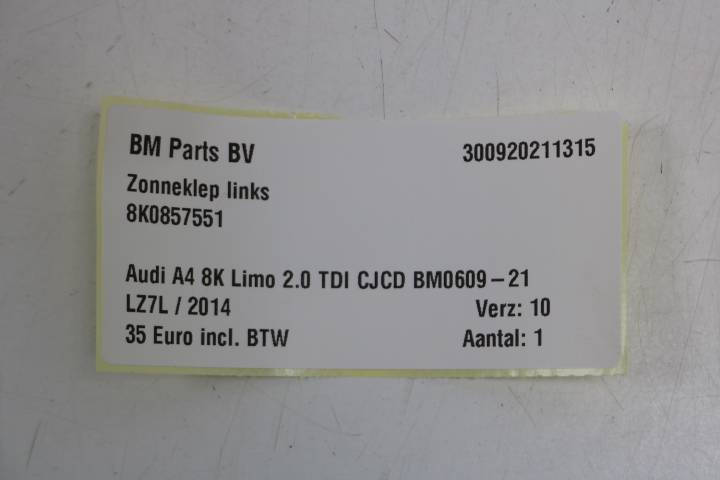 BM Parts BV 300920211315
Zonneklep links
8K0857551
Audi A4 8K Limo 2.0 TDI CJCD BM0609-21
LZ7L / 2014 Verz: 10
35 Euro incl. BTW Aantal: 1